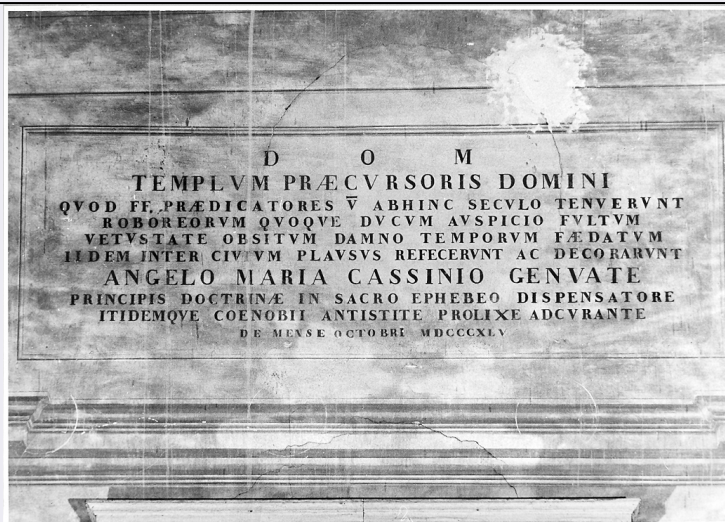 D O M
TEMPLVM PRÆCVRSORIS DOMINI
QVOD FF. PRÆDICATORES V̅ ABHINC SECVLO TENVERVNT
ROBOREORVM QVOQVE DVCVM AVSPICIO FVLTVM
VETVSTATE OBSITVM DAMNO TEMPORVM FÆDATVM
IIDEM INTER CIVIVM PLAVSVS REFECERVNT AC DECORARVNT
ANGELO MARIA CASSINIO GENVATE
PRINCIPIS DOCTRINÆ IN SACRO EPHEBEO DISPENSATORE
ITIDEMQVE COENOBII ANTISTITE PROLIXE ADCVRANTE
DE MENSE OCTOBRI MDCCCXLV